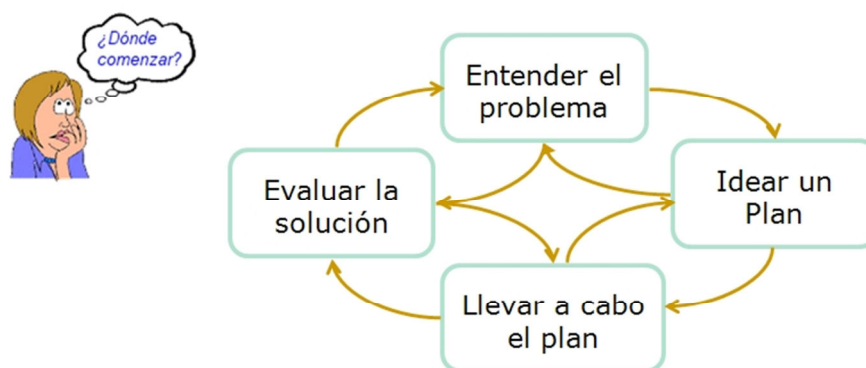 ¿Dónde
comenzar?
Entender el
problema
Idear un
Plan
Evaluar la
solución
Llevar a cabo
el plan